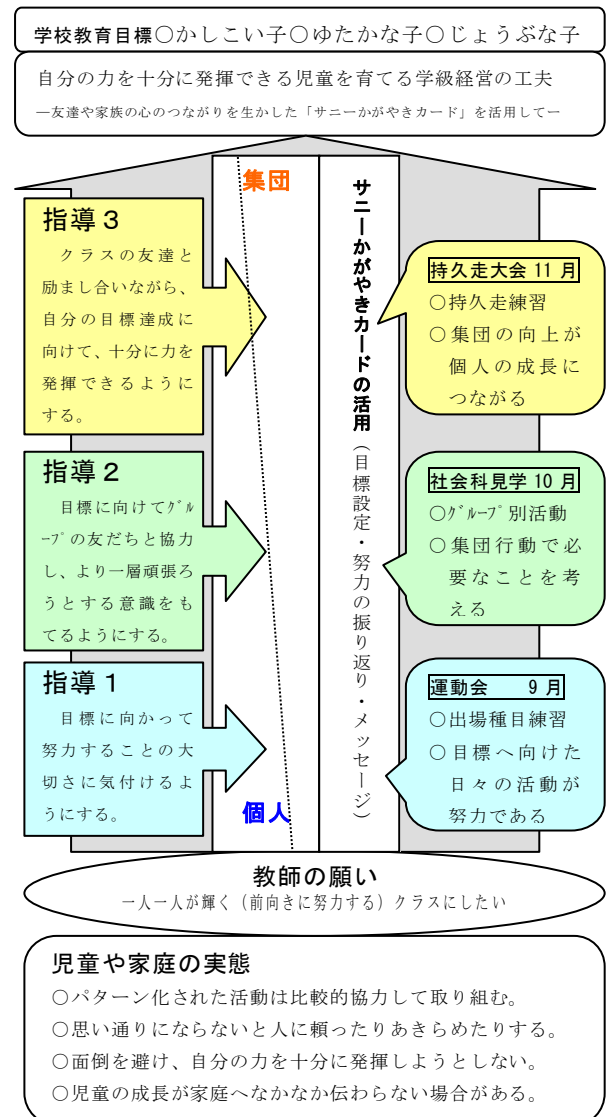 学校教育目標○かしこい子○ゆたかな子○じょうぶな子
自分の力を十分に発揮できる児童を育てる学級経営の工夫
―友達や家族の心のつながりを生かした「サニーかがやきカード」を活用してー
集団
サニーかがやきカードの活用（目標設定・努力の振り返り・メッセージ）
指導３
クラスの友達と
励まし合いながら、
自分の目標達成に
向けて、十分に力を
発揮できるように
する。
持久走大会 11 月
○持久走練習
○集団の向上が
個人の成長に
つながる
指導２
目標に向けてｸﾞﾙ
ｰﾌﾟの友だちと協力
し、より一層頑張ろ
うとする意識をも
てるようにする。
社会科見学 10 月
○ｸﾞﾙｰﾌﾟ別活動
○集団行動で必
要なことを考
える
指導１
目標に向かって
努力することの大
切さに気付けるよ
うにする。
運動会　９月
○出場種目練習
○目標へ向けた
日々の活動が
努力である
個人
教師の願い
一人一人が輝く（前向きに努力する）クラスにしたい
児童や家庭の実態
○パターン化された活動は比較的協力して取り組む。
○思い通りにならないと人に頼ったりあきらめたりする。
○面倒を避け、自分の力を十分に発揮しようとしない。
○児童の成長が家庭へなかなか伝わらない場合がある。